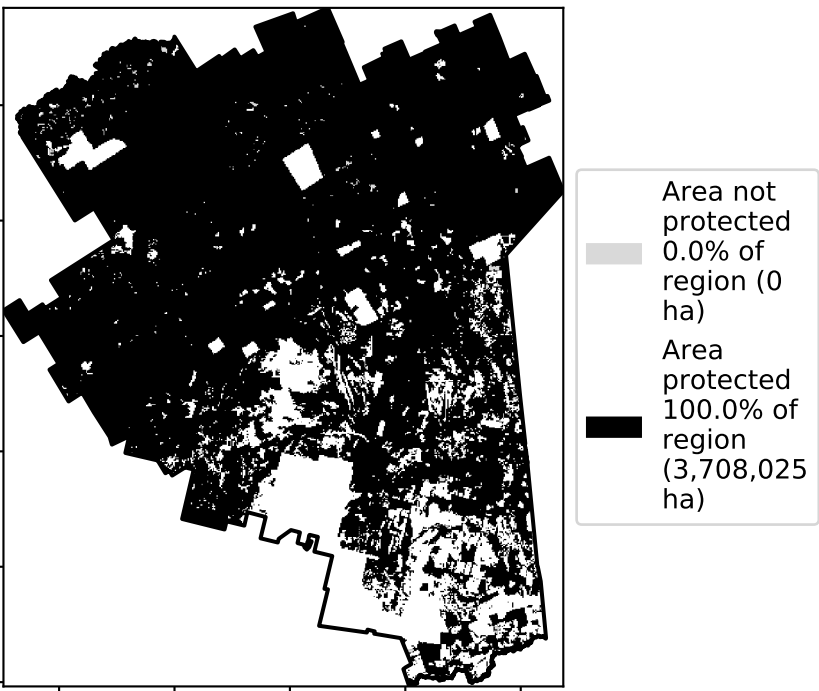 Area not
protected
0.0% of
region (0
ha)
Area
protected
100.0% of
region
(3,708,025
ha)